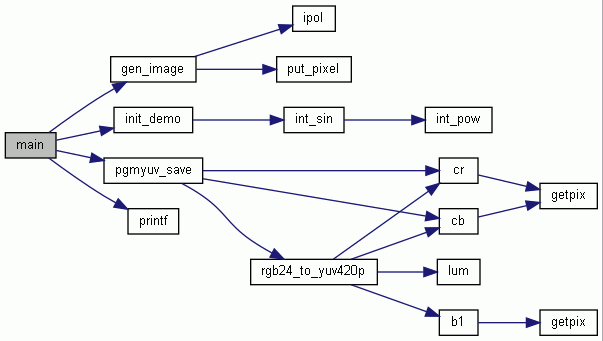 ipol
gen_image
put_pixel
init_demo
int_sin
int_pow
main
pgmyuv_save
cr
getpix
printf
cb
rgb24_to_yuv420p
lum
b1
getpix